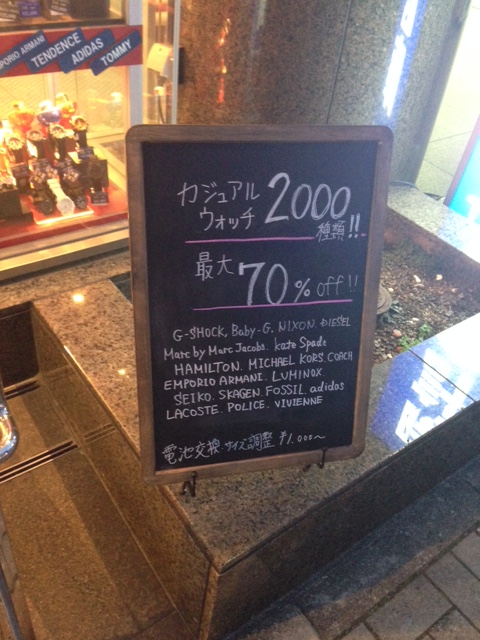 EMPORIO ARMANI
TENDENCE
ADIDAS
TOMMY
カジュアル
ウォッチ 2000
種類!!
最大
70% off!!
G-SHOCK, Baby-G. NIXON. DIESEL
Marc by Marc Jacobs. kate Spade
HAMILTON. MICHAEL KORS. COACH
EMPORIO ARMANI. LUMINOX.
SEIKO. SKAGEN. FOSSIL. adidas
LACOSTE. POLICE. VIVIENNE
電池交換・サイズ調整 ¥1,000~